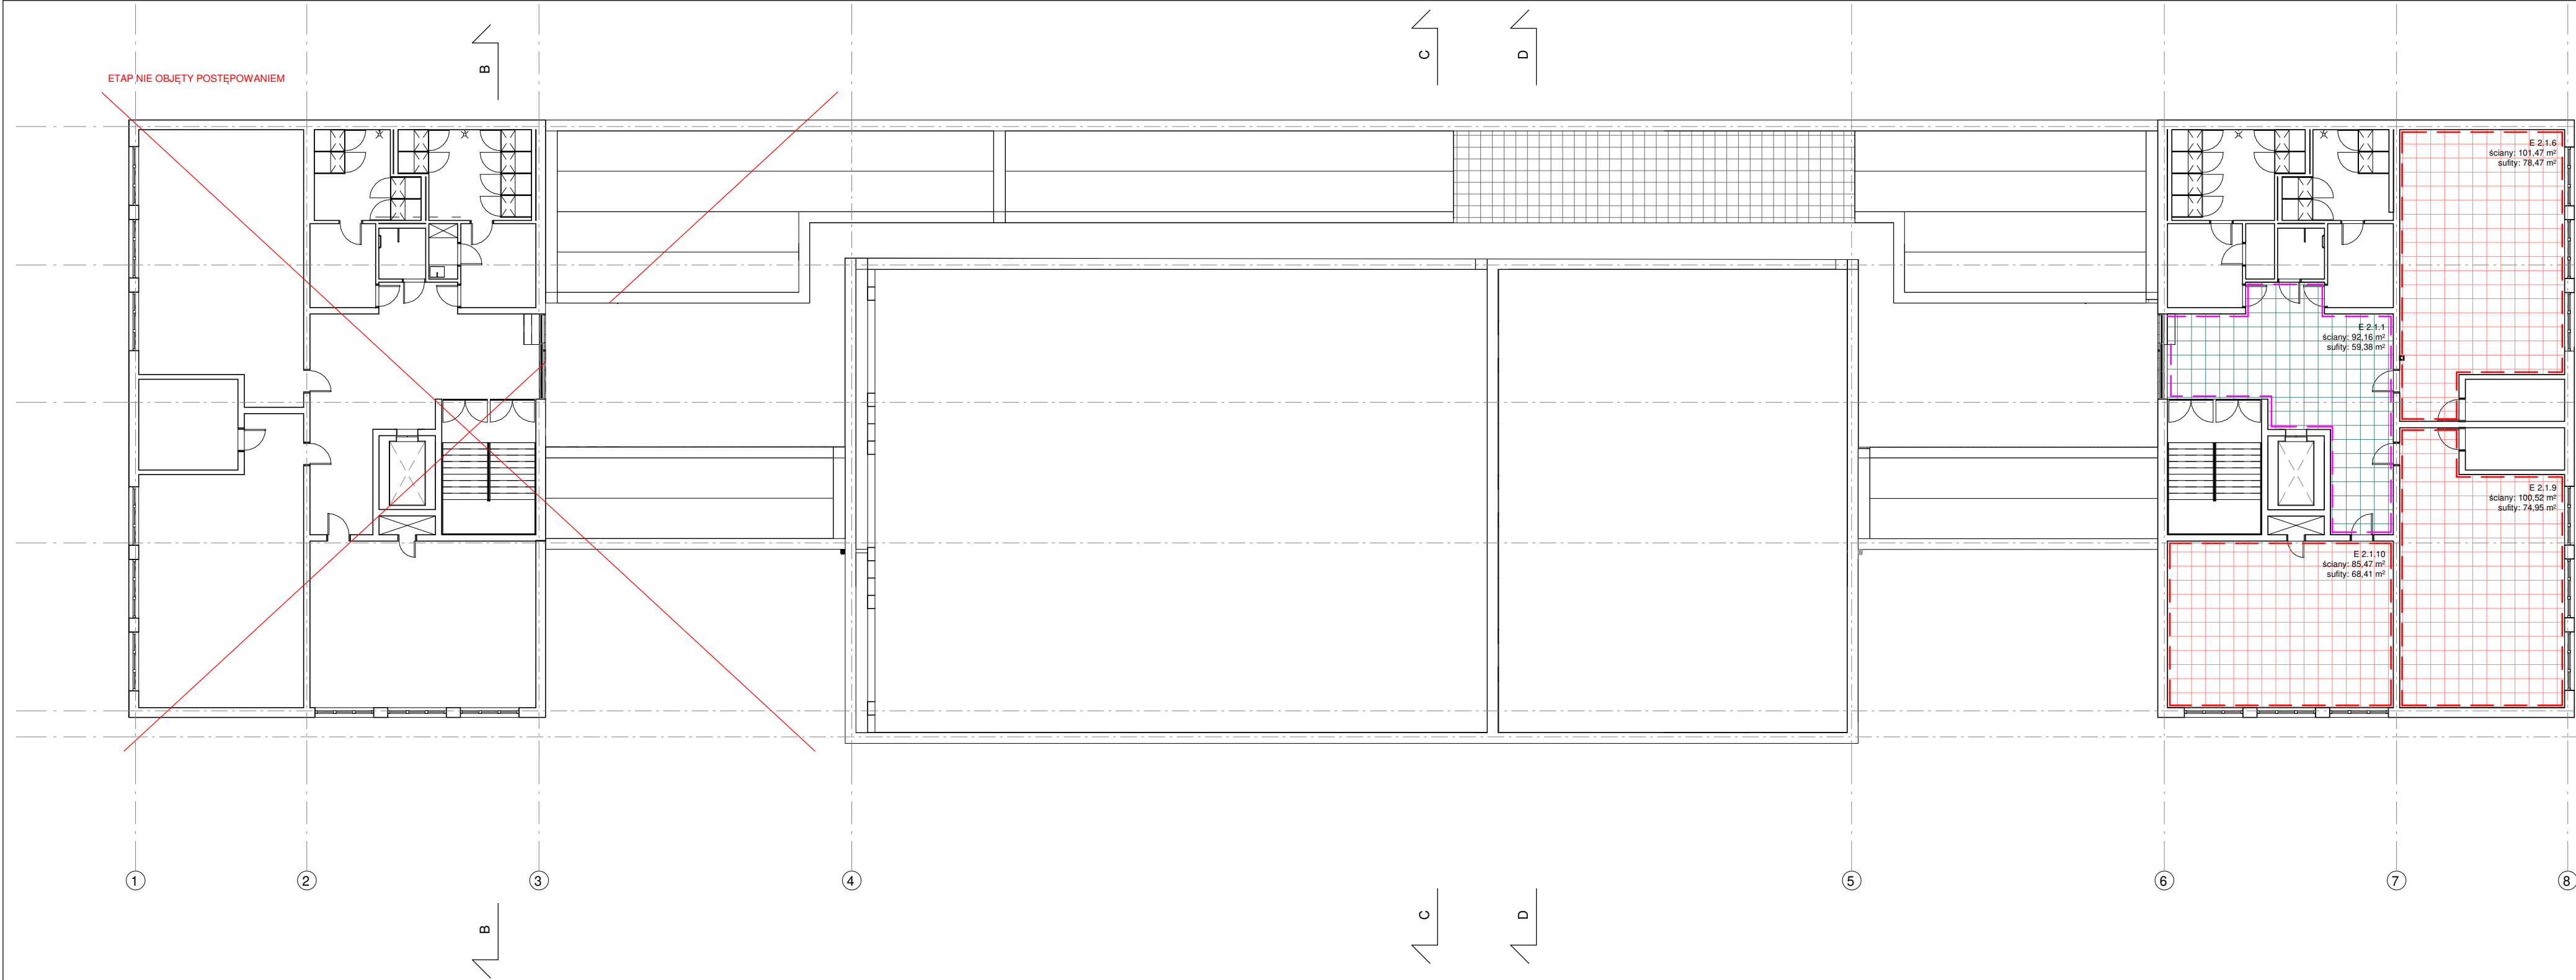 B
C
D
ETAP NIE OBJĘTY POSTĘPOWANIEM
E 2.1.6
ściany: 101,47 m²
sufity: 78,47 m²
E 2.1.1
ściany: 92,16 m²
sufity: 59,38 m²
E 2.1.9
ściany: 100,52 m²
sufity: 74,95 m²
E 2.1.10
ściany: 85,47 m²
sufity: 68,41 m²
1
2
3
4
5
6
7
8
B
C
D